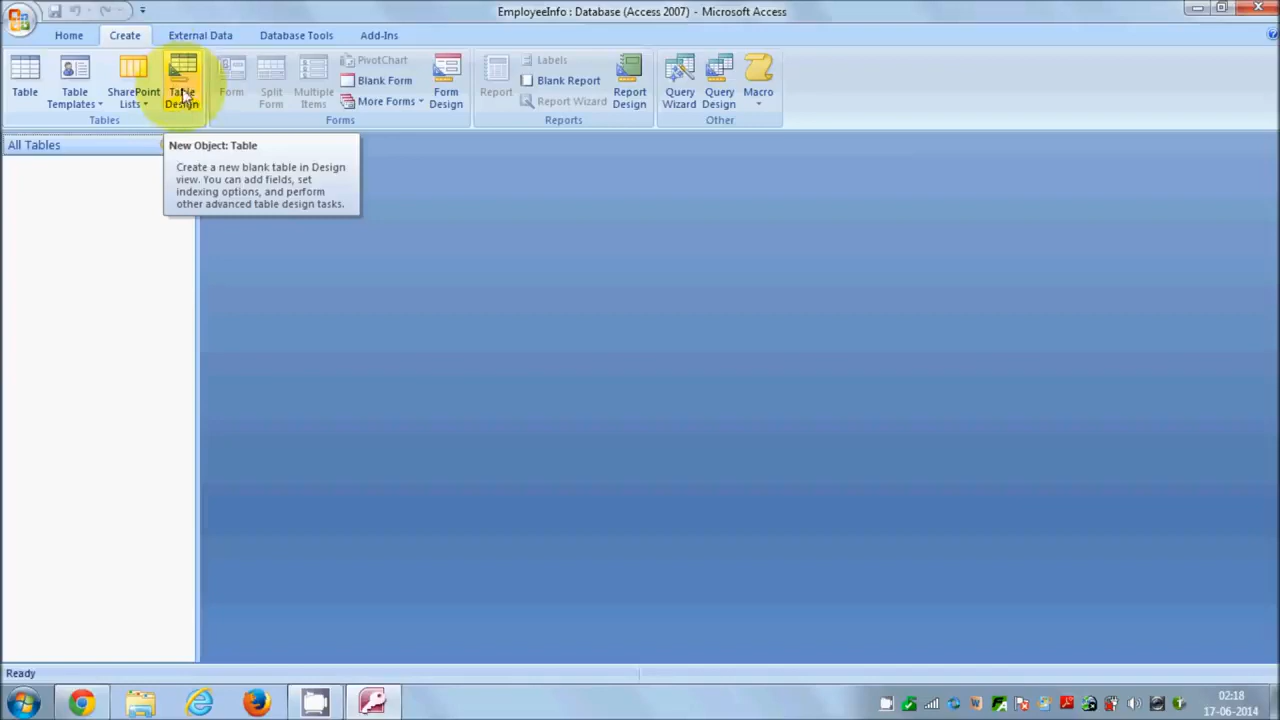 EmployeeInfo : Database (Access 2007) - Microsoft Access
Home Create External Data Database Tools Add-Ins
Table
Table Templates
SharePoint Lists
Table Design
Tables
Form
Split Form
Multiple Items
PivotChart
Blank Form
More Forms
Form Design
Forms
Report
Labels
Blank Report
Report Wizard
Report Design
Reports
Query Wizard
Query Design
Macro
Other
All Tables
New Object: Table
Create a new blank table in Design
view. You can add fields, set
indexing options, and perform
other advanced table design tasks.
Ready
02:18
17-06-2014